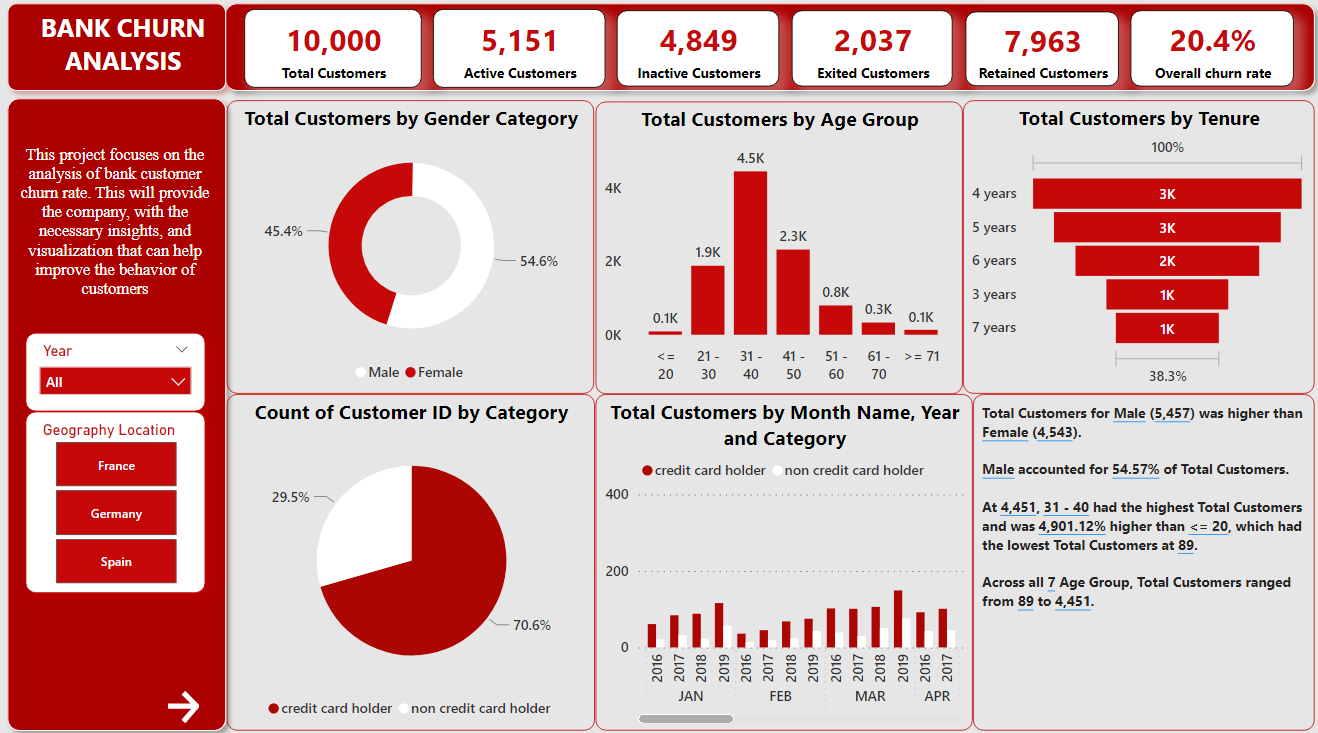 BANK CHURN
ANALYSIS
10,000
Total Customers
5,151
Active Customers
4,849
Inactive Customers
2,037
Exited Customers
7,963
Retained Customers
20.4%
Overall churn rate
This project focuses on the
analysis of bank customer
churn rate. This will provide
the company, with the
necessary insights, and
visualization that can help
improve the behavior of
customers
Year
All
Geography Location
France
Germany
Spain
Total Customers by Gender Category
45.4%
54.6%
Male Female
Total Customers by Age Group
4K
2K
0K
0.1K
1.9K
4.5K
2.3K
0.8K
0.3K
0.1K
<=
20
21 -
30
31 -
40
41 -
50
51 -
60
61 -
70
>= 71
Total Customers by Tenure
100%
4 years 3K
5 years 3K
6 years 2K
3 years 1K
7 years 1K
38.3%
Count of Customer ID by Category
29.5%
70.6%
credit card holder non credit card holder
Total Customers by Month Name, Year
and Category
credit card holder non credit card holder
400
200
0
2016 2017 2018 2019 2016 2017 2018 2019 2016 2017 2018 2019 2016 2017
JAN FEB MAR APR
Total Customers for Male (5,457) was higher than
Female (4,543).
Male accounted for 54.57% of Total Customers.
At 4,451, 31 - 40 had the highest Total Customers
and was 4,901.12% higher than <= 20, which had
the lowest Total Customers at 89.
Across all 7 Age Group, Total Customers ranged
from 89 to 4,451.